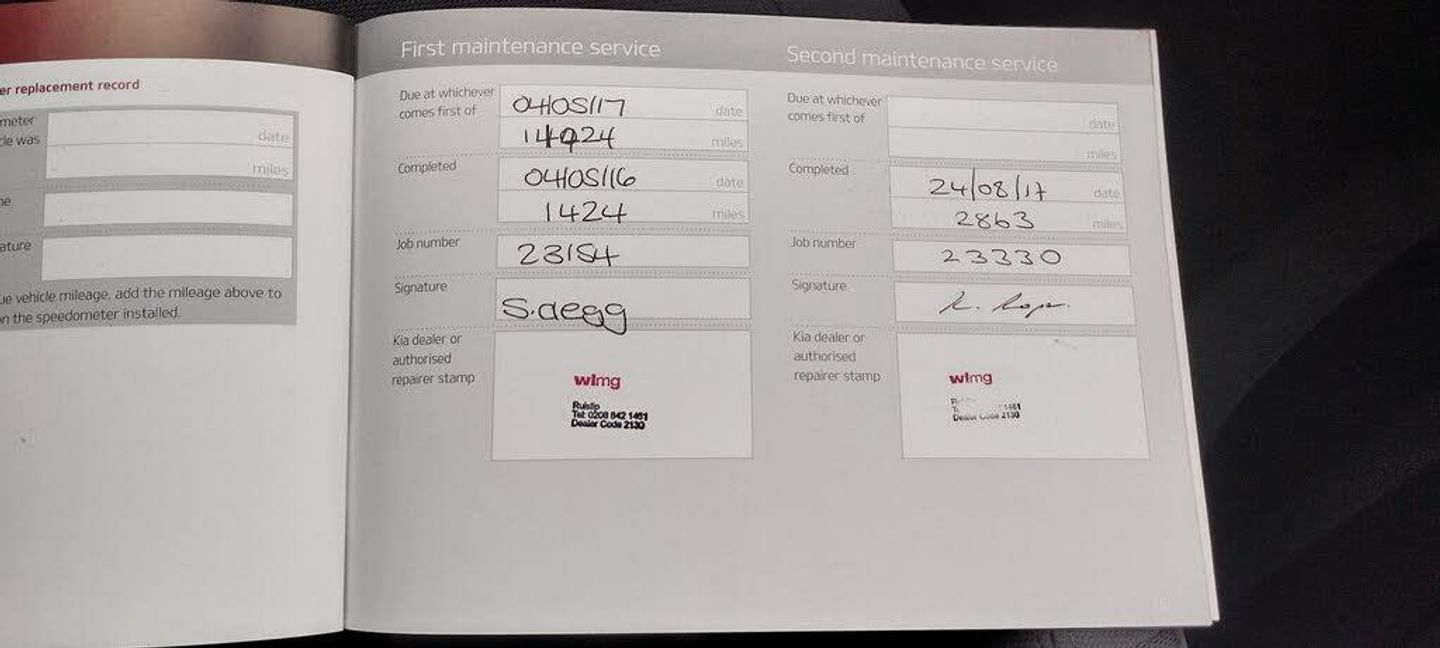 er replacement record
meter
cle was
date
miles
ne
ature
ue vehicle mileage, add the mileage above to
n the speedometer installed.
First maintenance service
Due at whichever
comes first of
04/05/17
date
14924
miles
Completed
04/05/16
date
1424
miles
Job number
23154
Signature
S.aegg
Kia dealer or
authorised
repairer stamp
wlmg
Ruislip
Tel: 0208 842 1461
Dealer Code 2130
Second maintenance service
Due at whichever
comes first of
date
miles
Completed
24/08/17
date
2863
miles
Job number
23330
Signature
Kia dealer or
authorised
repairer stamp
wlmg
1461
Dealer Code 2130